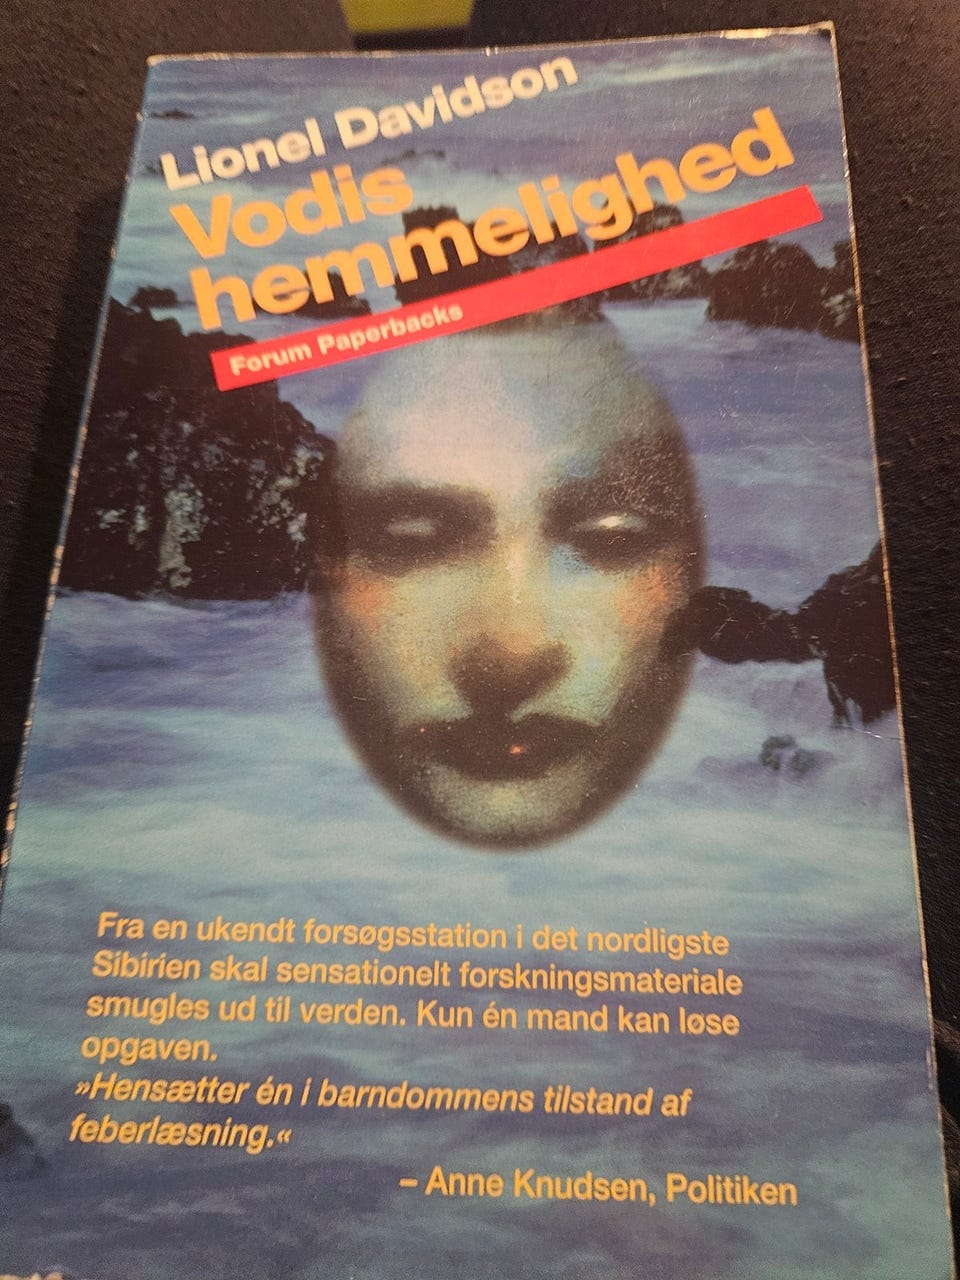 Lionel Davidson
Vodis
hemmelighed
Forum Paperbacks
Fra en ukendt forsøgsstation i det nordligste
Sibirien skal sensationelt forskningsmateriale
smugles ud til verden. Kun én mand kan løse
opgaven.
»Hensætter én i barndommens tilstand af
feberlæsning.«
– Anne Knudsen, Politiken